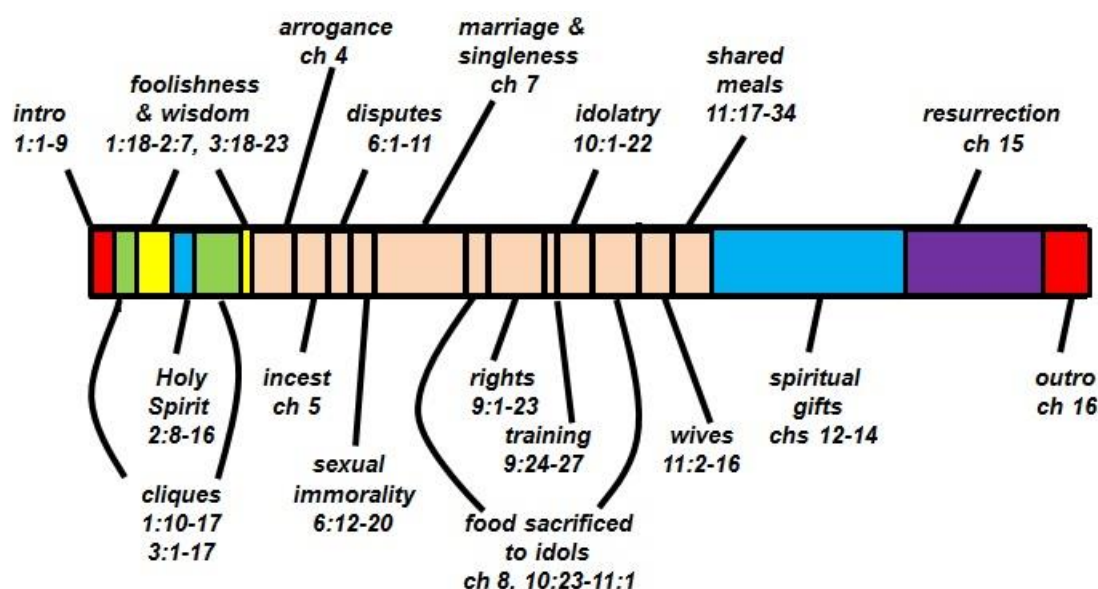 arrogance
ch 4
marriage &
singleness
ch 7
shared
meals
11:17-34
foolishness
& wisdom
1:18-2:7, 3:18-23
intro
1:1-9
disputes
6:1-11
idolatry
10:1-22
resurrection
ch 15
Holy
Spirit
2:8-16
incest
ch 5
rights
9:1-23
spiritual
gifts
chs 12-14
outro
ch 16
training
9:24-27
wives
11:2-16
sexual
immorality
6:12-20
cliques
1:10-17
3:1-17
food sacrificed
to idols
ch 8, 10:23-11:1